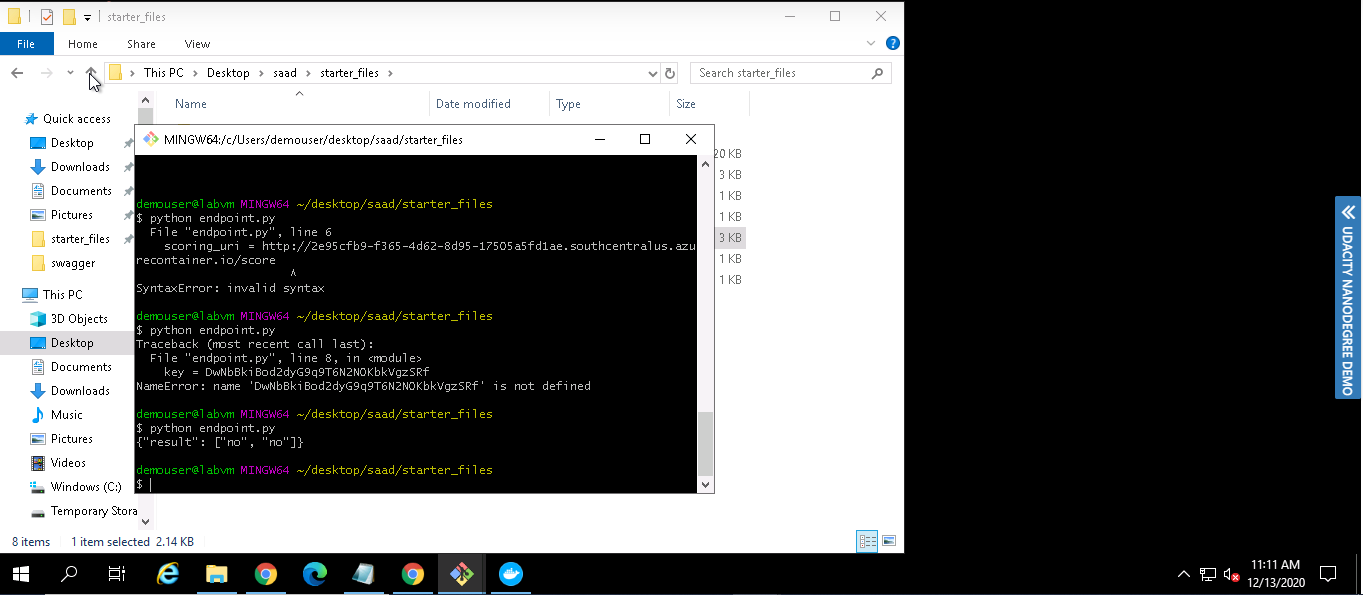 starter_files
File Home Share View
This PC > Desktop > saad > starter_files >
Search starter_files
Name Date modified Type Size
Quick access
Desktop
Downloads
Documents
Pictures
starter_files
swagger
This PC
3D Objects
Desktop
Documents
Downloads
Music
Pictures
Videos
Windows (C:)
Temporary Stora
20 KB
3 KB
1 KB
1 KB
3 KB
1 KB
1 KB
MINGW64:/c/Users/demouser/desktop/saad/starter_files
demouser@labvm MINGW64 ~/desktop/saad/starter_files
$ python endpoint.py
File "endpoint.py", line 6
scoring_uri = http://2e95cfb9-f365-4d62-8d95-17505a5fd1ae.southcentralus.azu
recontainer.io/score
^
SyntaxError: invalid syntax
demouser@labvm MINGW64 ~/desktop/saad/starter_files
$ python endpoint.py
Traceback (most recent call last):
File "endpoint.py", line 8, in <module>
key = DwNbBkiBod2dyG9q9T6N2NOKbkVgzSRf
NameError: name 'DwNbBkiBod2dyG9q9T6N2NOKbkVgzSRf' is not defined
demouser@labvm MINGW64 ~/desktop/saad/starter_files
$ python endpoint.py
{"result": ["no", "no"]}
demouser@labvm MINGW64 ~/desktop/saad/starter_files
$
8 items 1 item selected 2.14 KB
UDACITY NANODEGREE DEMO
11:11 AM
12/13/2020